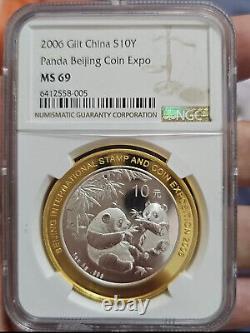 2006 Gilt China S10Y
Panda Beijing Coin Expo
MS 69
6412558-005
NUMISMATIC GUARANTY CORPORATION
NGC
BEIJING INTERNATIONAL STAMP AND COIN EXPOSITION 2006
10元